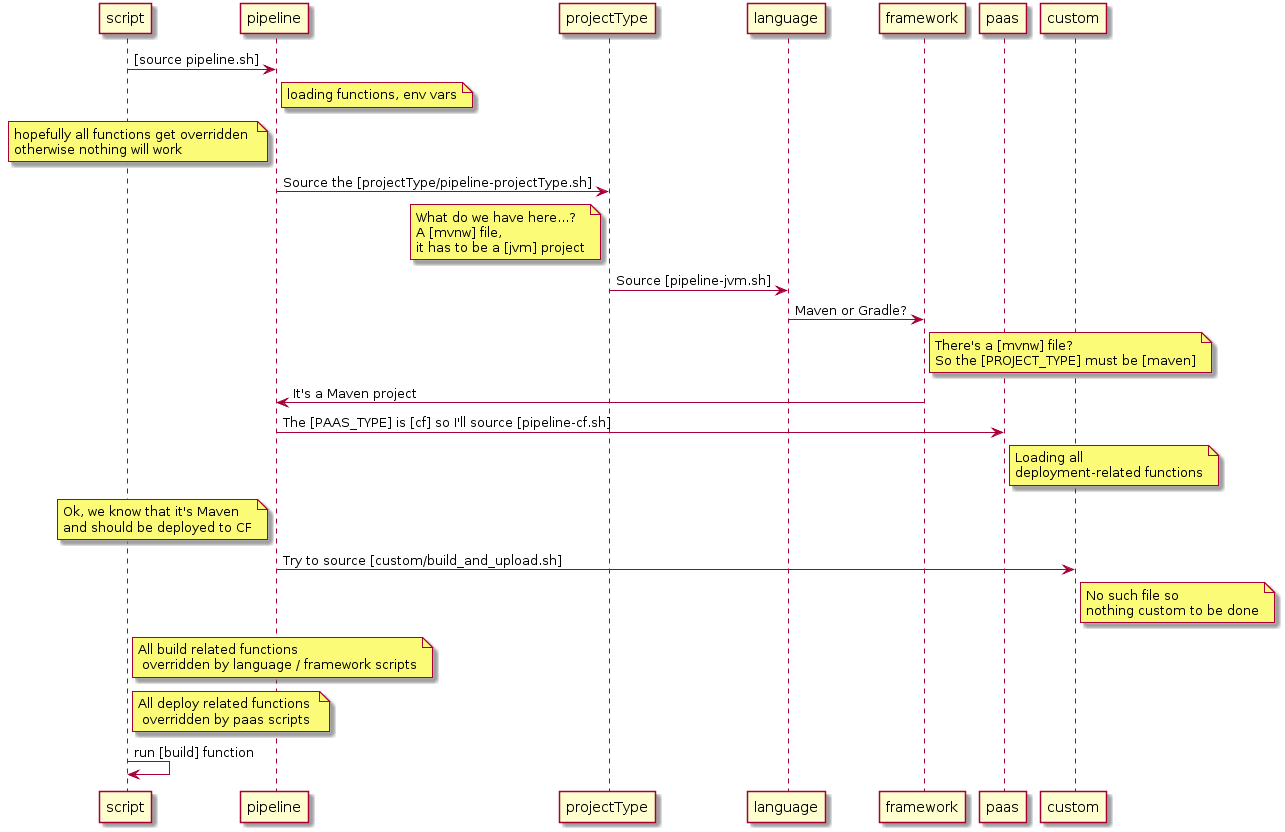 script
pipeline
projectType
language
framework
paas
custom
[source pipeline.sh]
loading functions, env vars
hopefully all functions get overridden
otherwise nothing will work
Source the [projectType/pipeline-projectType.sh]
What do we have here...?
A [mvnw] file,
it has to be a [jvm] project
Source [pipeline-jvm.sh]
Maven or Gradle?
There's a [mvnw] file?
So the [PROJECT_TYPE] must be [maven]
It's a Maven project
The [PAAS_TYPE] is [cf] so I'll source [pipeline-cf.sh]
Loading all
deployment-related functions
Ok, we know that it's Maven
and should be deployed to CF
Try to source [custom/build_and_upload.sh]
No such file so
nothing custom to be done
All build related functions
overridden by language / framework scripts
All deploy related functions
overridden by paas scripts
run [build] function
script
pipeline
projectType
language
framework
paas
custom